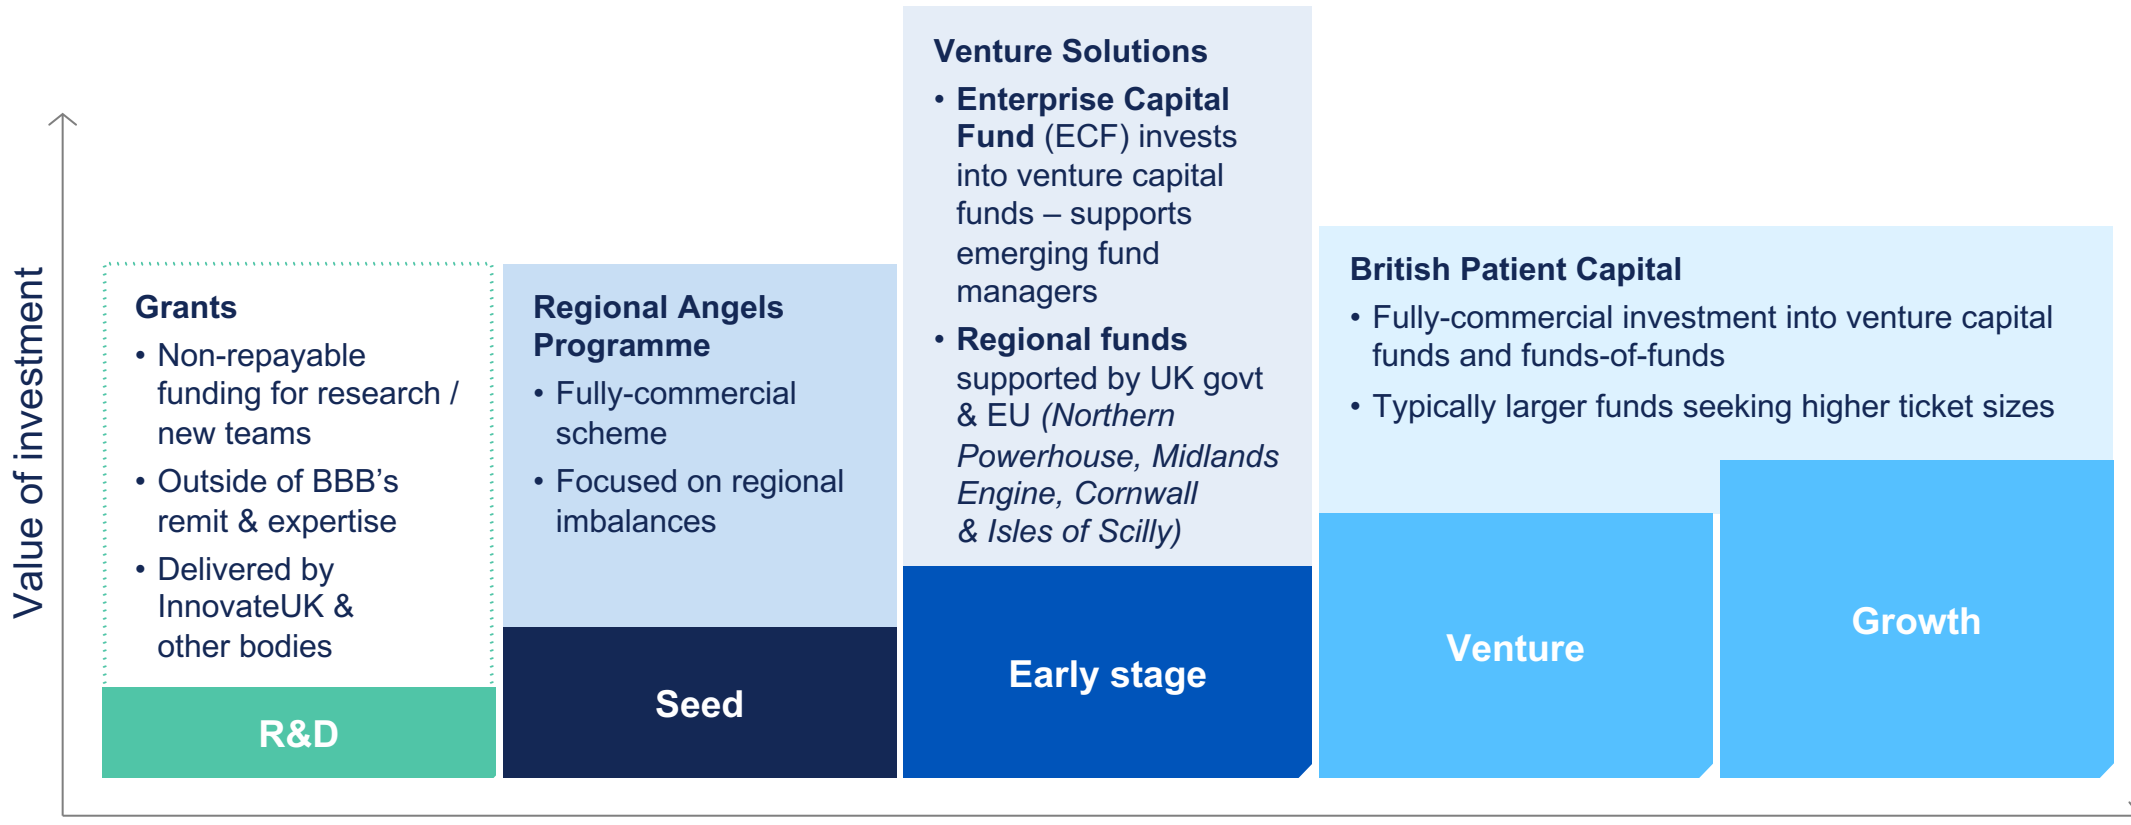 Value of investment
Grants
• Non-repayable
funding for research /
new teams
• Outside of BBB’s
remit & expertise
• Delivered by
InnovateUK &
other bodies
R&D
Regional Angels
Programme
• Fully-commercial
scheme
• Focused on regional
imbalances
Seed
Venture Solutions
• Enterprise Capital
Fund (ECF) invests
into venture capital
funds – supports
emerging fund
managers
• Regional funds
supported by UK govt
& EU (Northern
Powerhouse, Midlands
Engine, Cornwall
& Isles of Scilly)
Early stage
British Patient Capital
• Fully-commercial investment into venture capital
funds and funds-of-funds
• Typically larger funds seeking higher ticket sizes
Venture
Growth